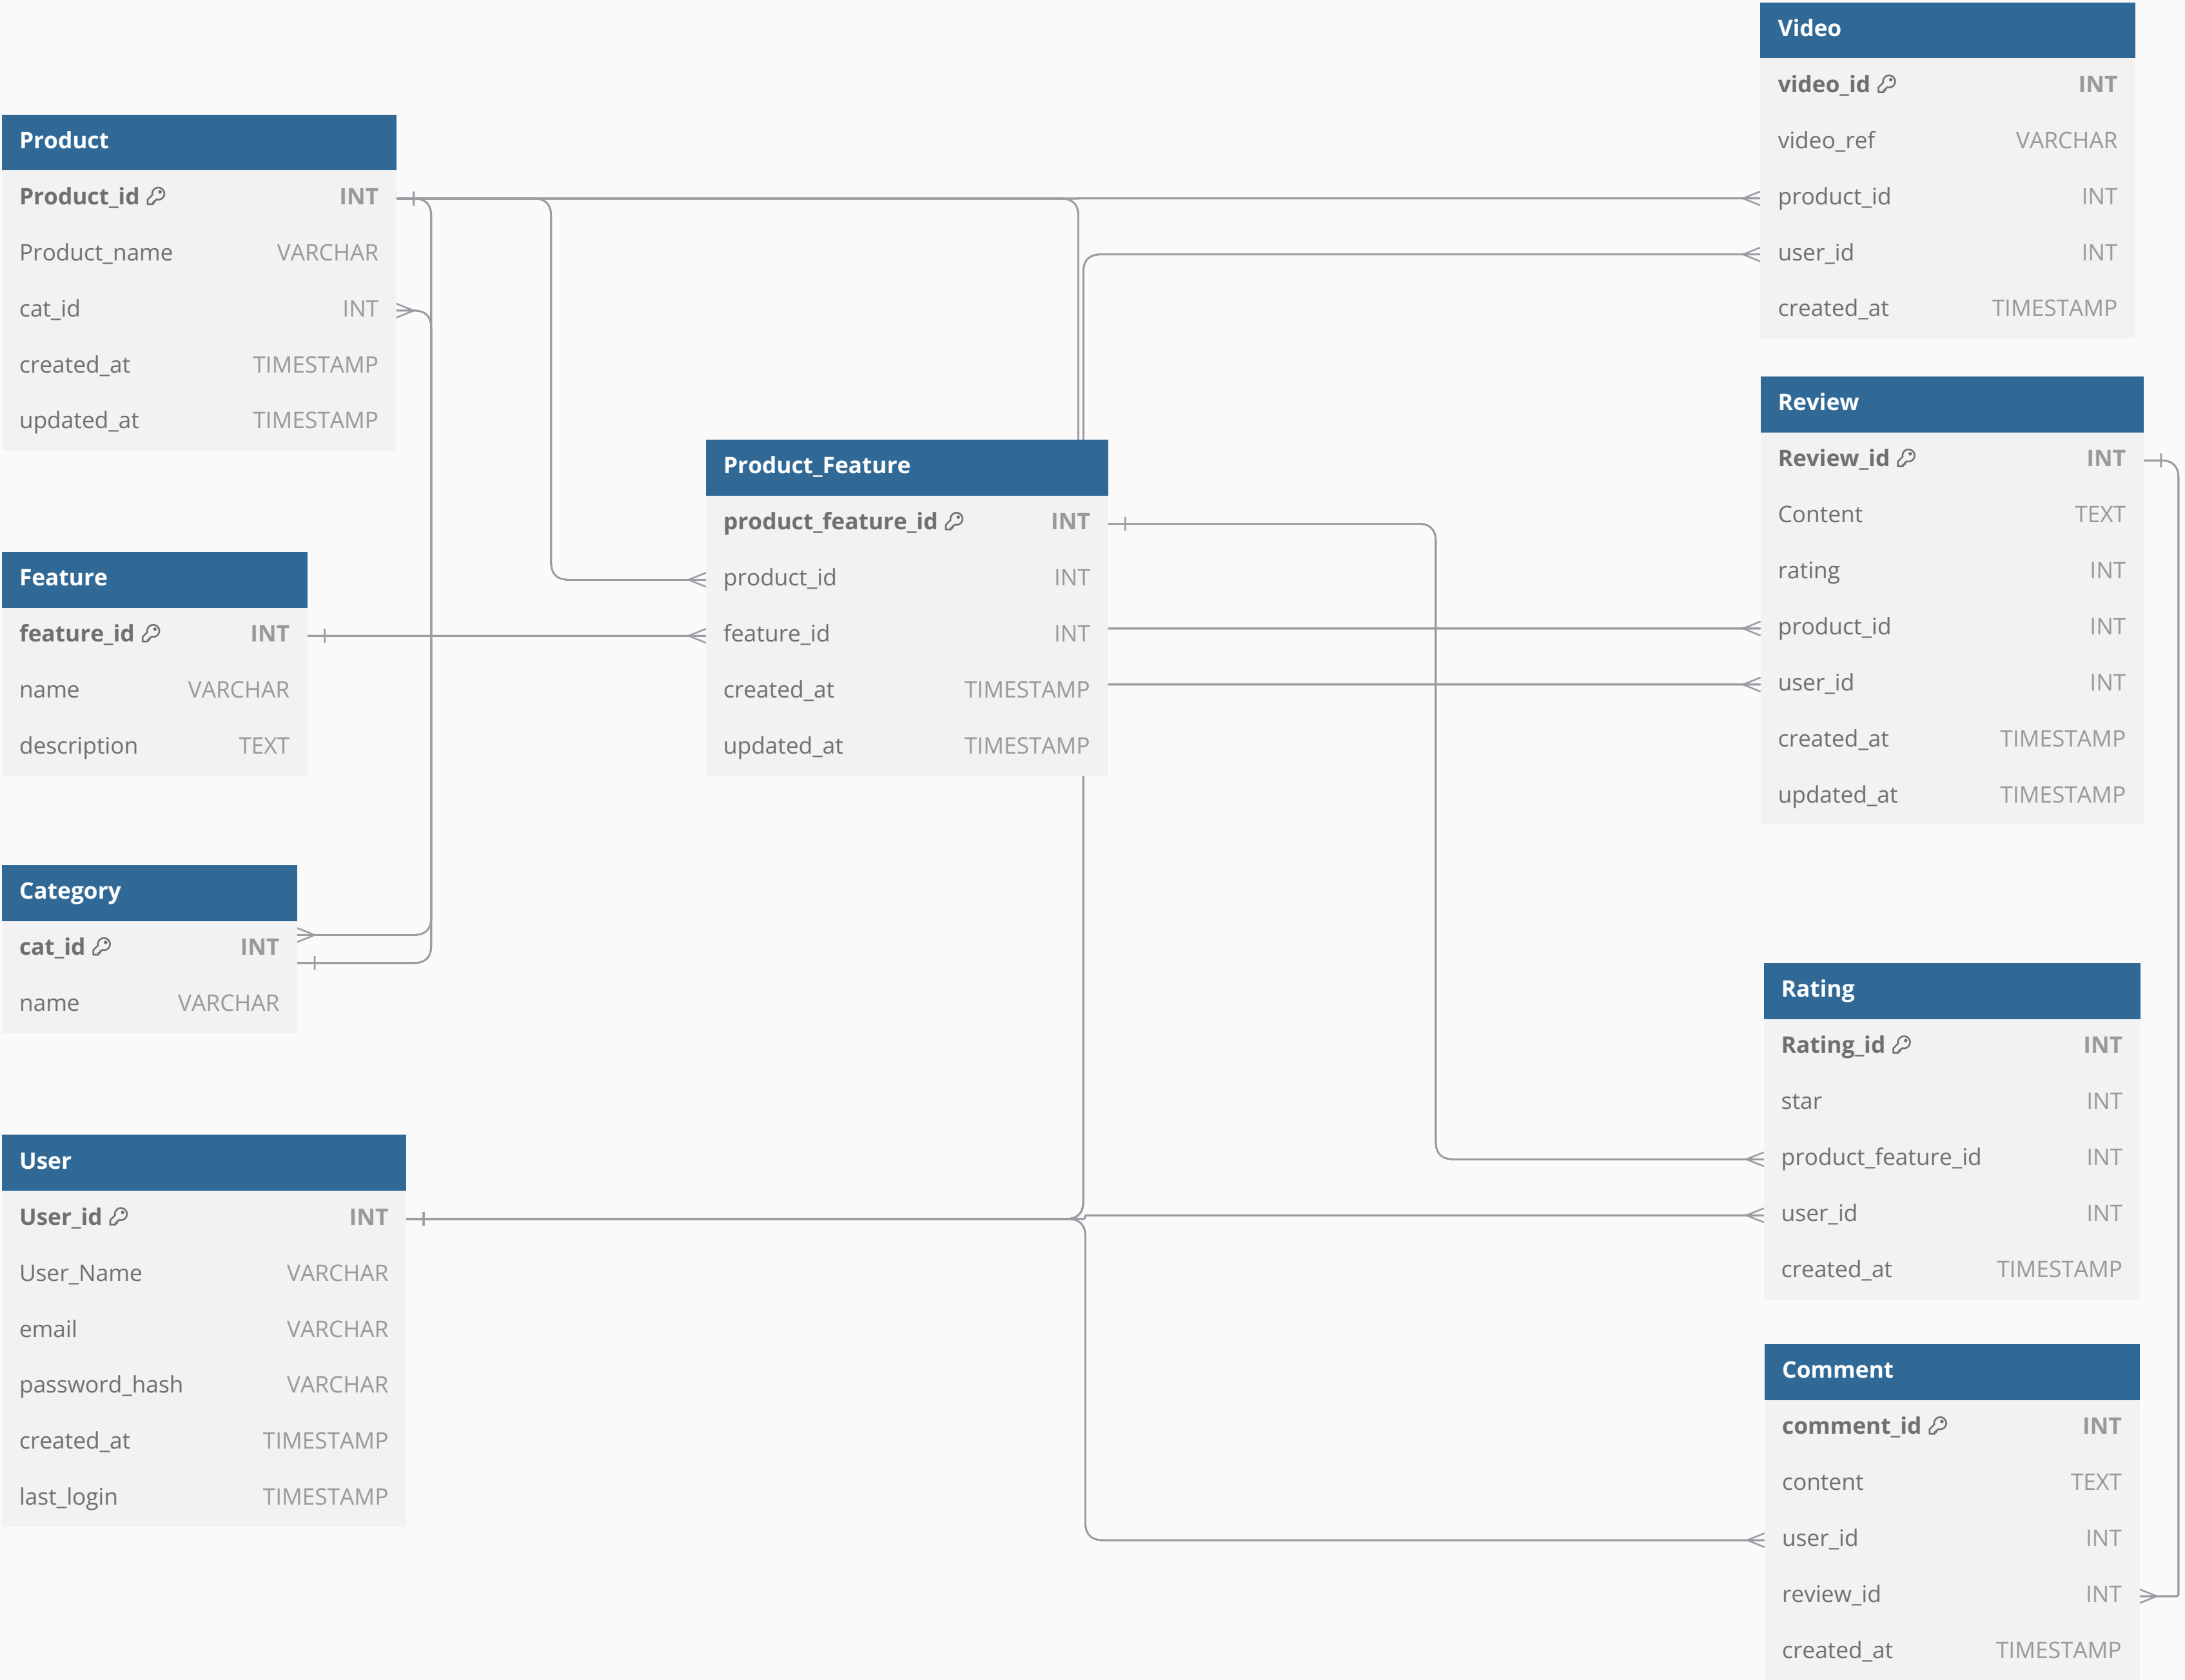 Product
Product_id INT
Product_name VARCHAR
cat_id INT
created_at TIMESTAMP
updated_at TIMESTAMP
Feature
feature_id INT
name VARCHAR
description TEXT
Category
cat_id INT
name VARCHAR
User
User_id INT
User_Name VARCHAR
email VARCHAR
password_hash VARCHAR
created_at TIMESTAMP
last_login TIMESTAMP
Product_Feature
product_feature_id INT
product_id INT
feature_id INT
created_at TIMESTAMP
updated_at TIMESTAMP
Video
video_id INT
video_ref VARCHAR
product_id INT
user_id INT
created_at TIMESTAMP
Review
Review_id INT
Content TEXT
rating INT
product_id INT
user_id INT
created_at TIMESTAMP
updated_at TIMESTAMP
Rating
Rating_id INT
star INT
product_feature_id INT
user_id INT
created_at TIMESTAMP
Comment
comment_id INT
content TEXT
user_id INT
review_id INT
created_at TIMESTAMP